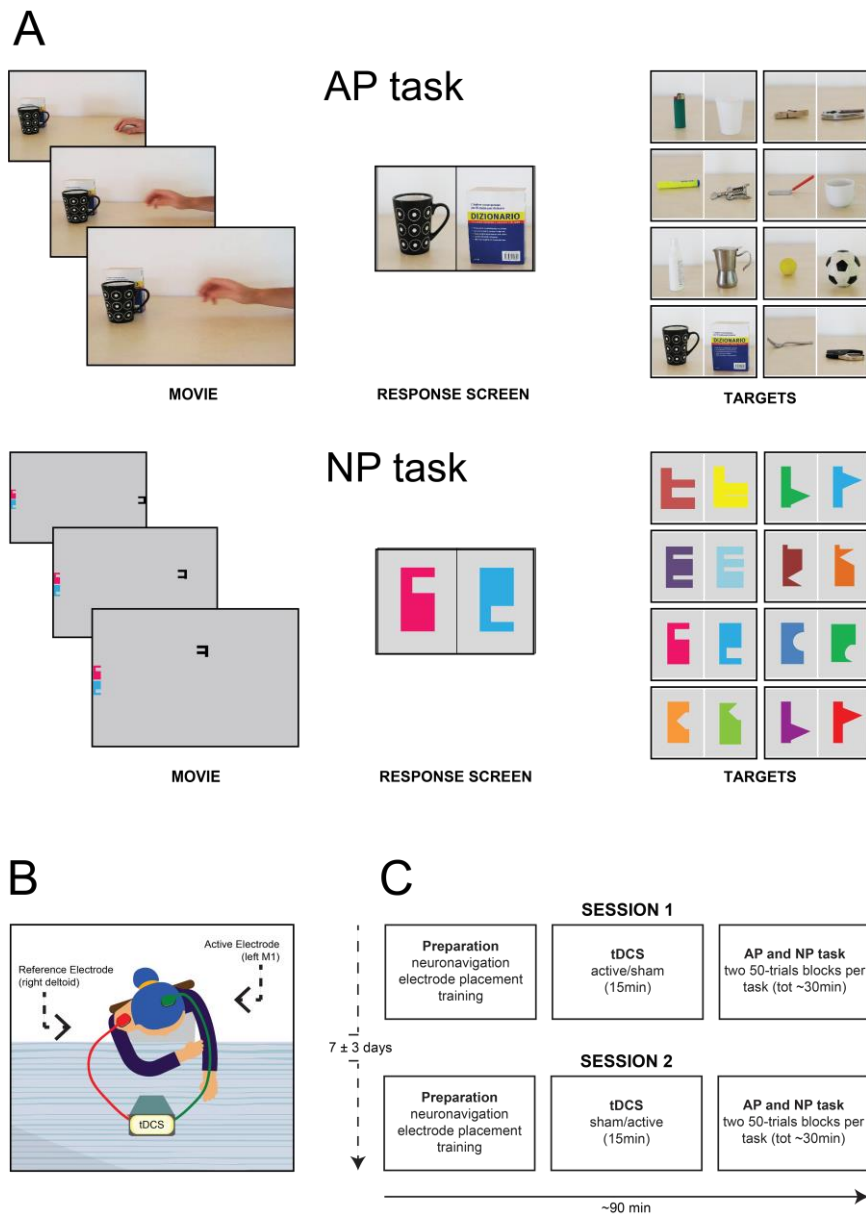 A
AP task
DIZIONARIO
DIZIONARIO
MOVIE
RESPONSE SCREEN
TARGETS
NP task
MOVIE
RESPONSE SCREEN
TARGETS
B
Reference Electrode
(right deltoid)
Active Electrode
(left M1)
tDCS
C
7 ± 3 days
SESSION 1
Preparation
neuronavigation
electrode placement
training
tDCS
active/sham
(15min)
AP and NP task
two 50-trials blocks per
task (tot ~30min)
SESSION 2
Preparation
neuronavigation
electrode placement
training
tDCS
sham/active
(15min)
AP and NP task
two 50-trials blocks per
task (tot ~30min)
~90 min